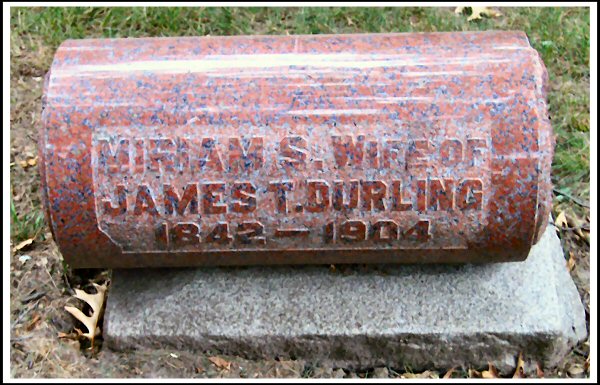 MIRIAM S. WIFE OF
JAMES T. DURLING
1842 — 1904